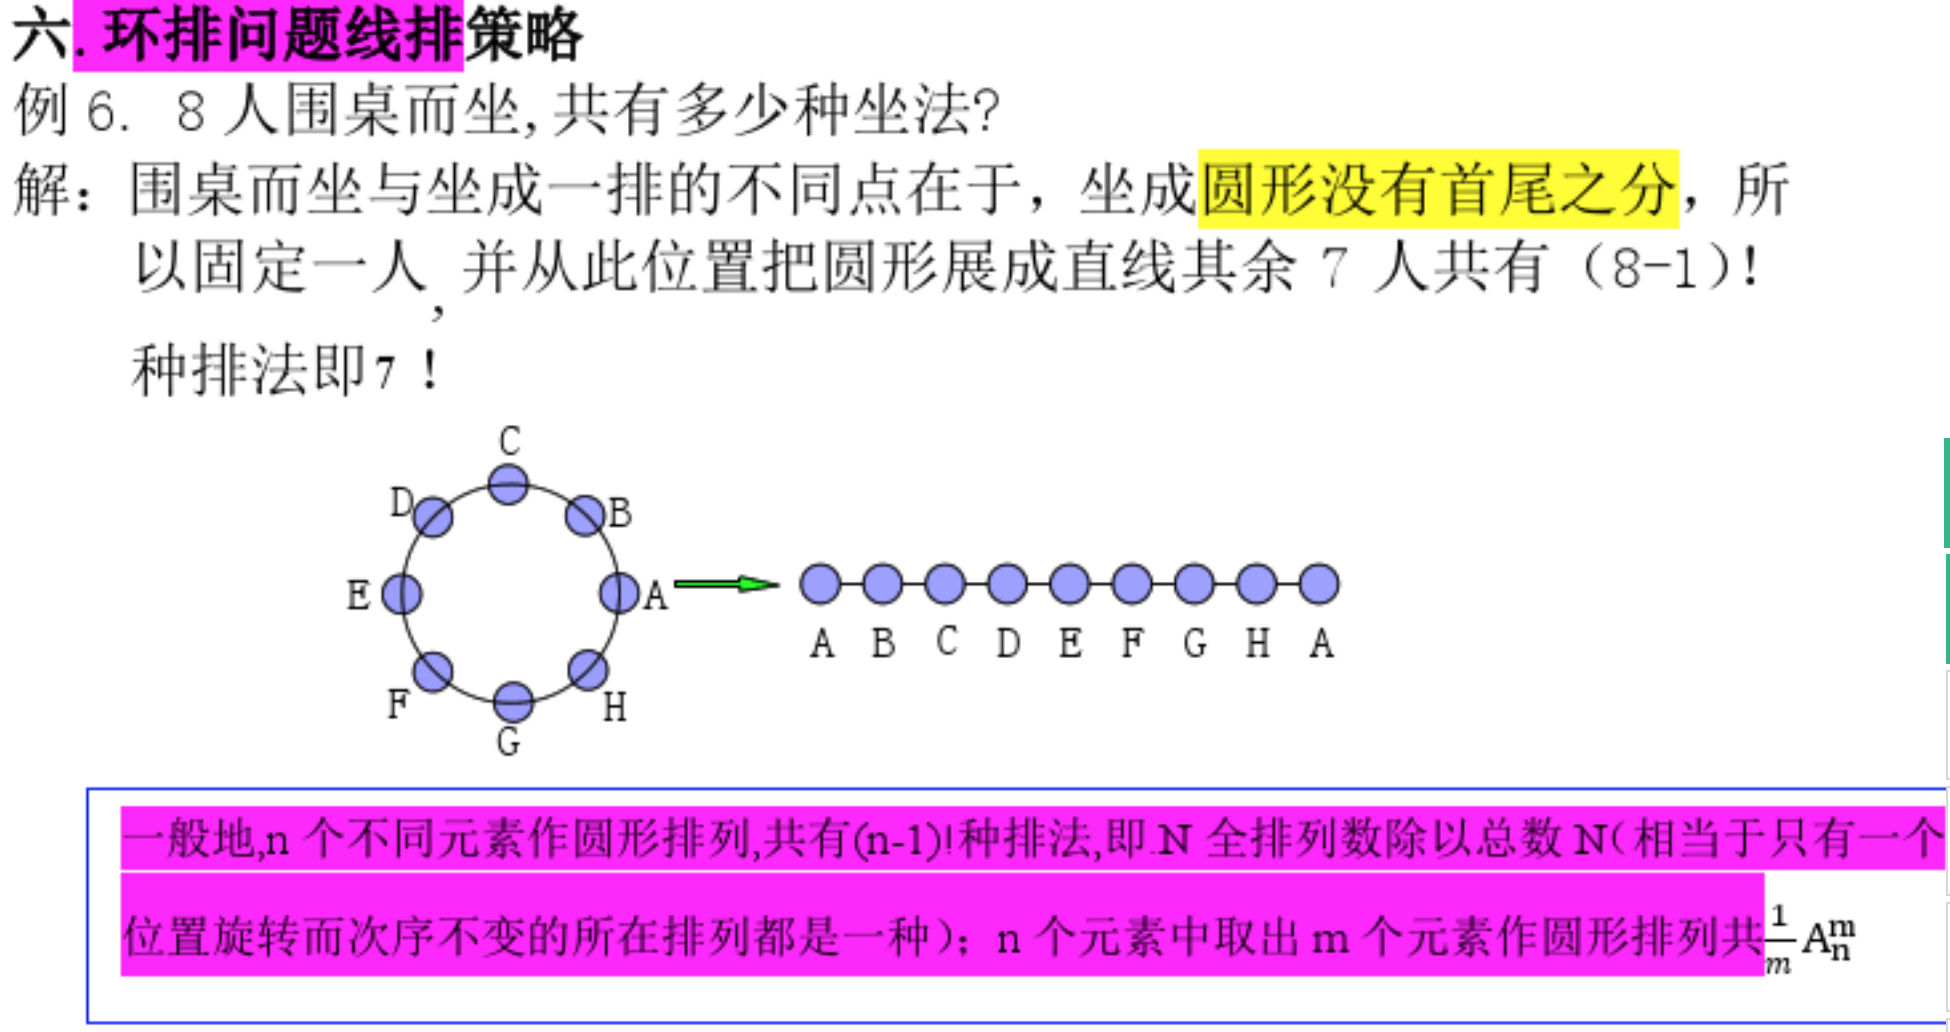 六.环排问题线排策略
例 6. 8 人围桌而坐,共有多少种坐法?
解：围桌而坐与坐成一排的不同点在于，坐成圆形没有首尾之分，所
以固定一人,并从此位置把圆形展成直线其余 7 人共有（8-1）!
种排法即7！
C
D
B
E
A
F
H
G
A B C D E F G H A
一般地,n 个不同元素作圆形排列,共有(n-1)!种排法,即.N 全排列数除以总数 N（相当于只有一个
位置旋转而次序不变的所在排列都是一种）；n 个元素中取出 m 个元素作圆形排列共$\frac{1}{m}A_n^m$